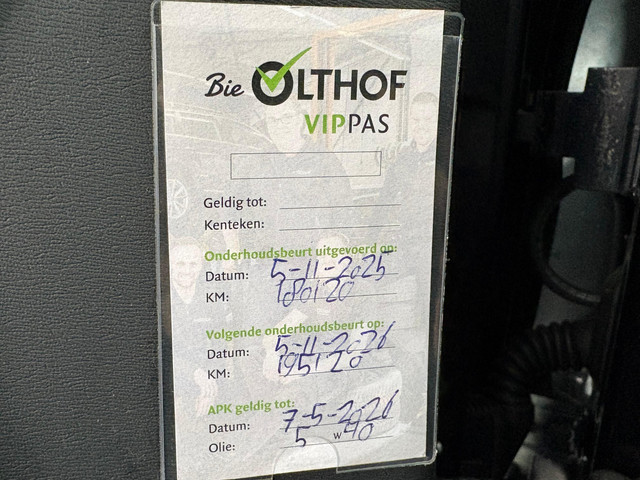 Bie OLTHOF
VIPPAS
Geldig tot:
Kenteken:
Onderhoudsbeurt uitgevoerd op:
Datum: 5-11-2025
KM: 180120
Volgende onderhoudsbeurt op:
Datum: 5-11-2026
KM: 195120
APK geldig tot:
Datum: 7-5-2026
Olie: 5 w 40